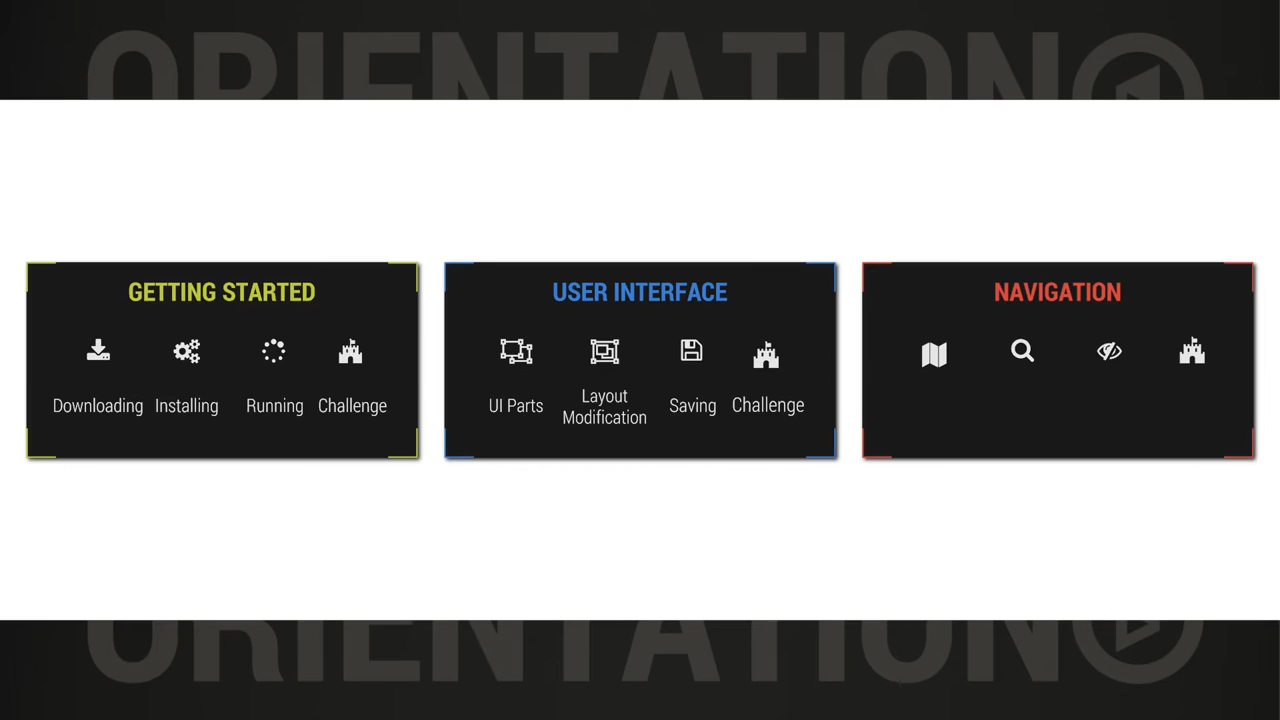 ORIENTATION
GETTING STARTED
Downloading Installing Running Challenge
USER INTERFACE
UI Parts Layout Modification Saving Challenge
NAVIGATION
ORIENTATION